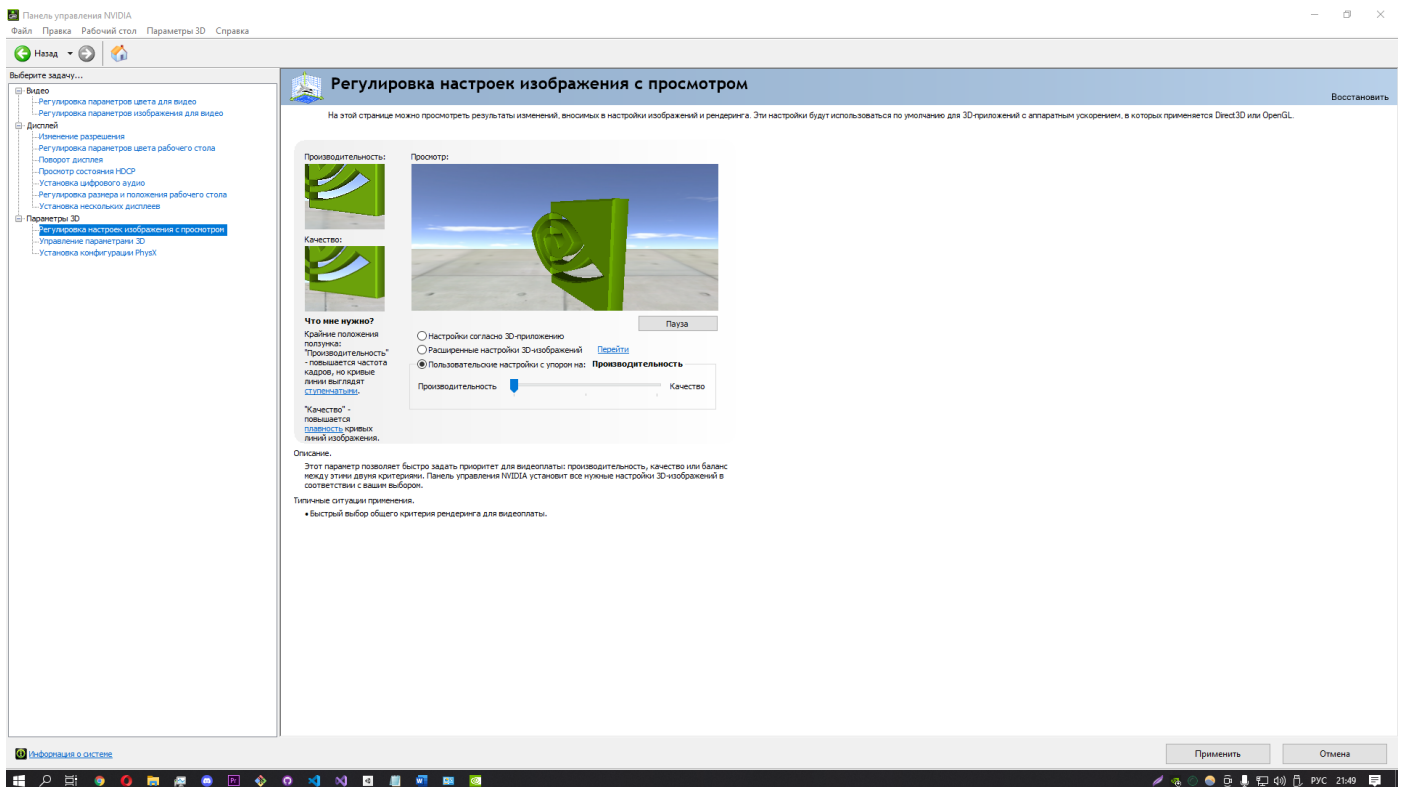 Панель управления NVIDIA
Файл Правка Рабочий стол Параметры 3D Справка
Назад
Выберите задачу...
Видео
Регулировка параметров цвета для видео
Регулировка параметров изображения для видео
Дисплей
Изменение разрешения
Регулировка параметров цвета рабочего стола
Поворот дисплея
Просмотр состояния HDCP
Установка цифрового аудио
Регулировка размера и положения рабочего стола
Установка нескольких дисплеев
Параметры 3D
Регулировка настроек изображения с просмотром
Управление параметрами 3D
Установка конфигурации PhysX
Регулировка настроек изображения с просмотром
Восстановить
На этой странице можно просмотреть результаты изменений, вносимых в настройки изображений и рендеринга. Эти настройки будут использоваться по умолчанию для 3D-приложений с аппаратным ускорением, в которых применяется Direct3D или OpenGL.
Производительность:
Просмотр:
Качество:
Что мне нужно?
Крайние положения
ползунка:
"Производительность"
- повышается частота
кадров, но кривые
линии выглядят
ступенчатыми.
"Качество" -
повышается
плавность кривых
линий изображения.
Пауза
Настройки согласно 3D-приложению
Расширенные настройки 3D-изображений Перейти
Пользовательские настройки с упором на: Производительность
Производительность Качество
Описание.
Этот параметр позволяет быстро задать приоритет для видеоплаты: производительность, качество или баланс
между этими двумя критериями. Панель управления NVIDIA установит все нужные настройки 3D-изображений в
соответствии с вашим выбором.
Типичные ситуации применения.
• Быстрый выбор общего критерия рендеринга для видеоплаты.
Информация о системе
Применить
Отмена
Pr
РУС 21:49